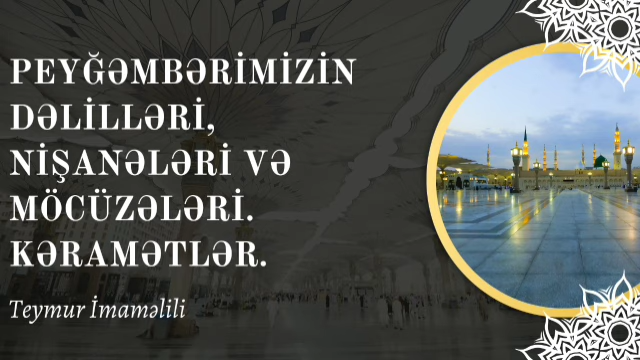 PEYĞƏMBƏRİMİZİN
DƏLİLLƏRİ,
NİŞANƏLƏRİ VƏ
MÖCÜZƏLƏRİ.
KƏRAMƏTLƏR.
Teymur İmaməlili